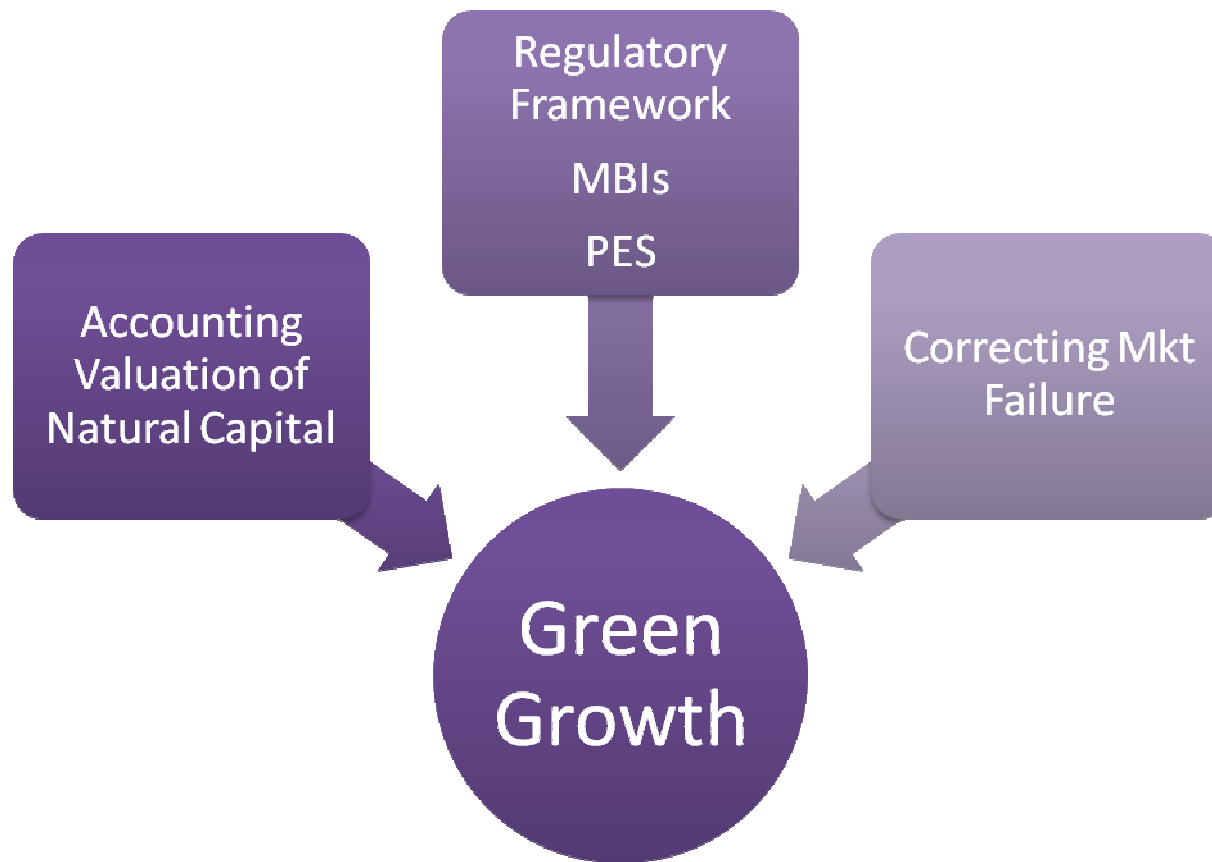 Regulatory
Framework
MBIs
PES
Accounting
Valuation of
Natural Capital
Correcting Mkt
Failure
Green
Growth